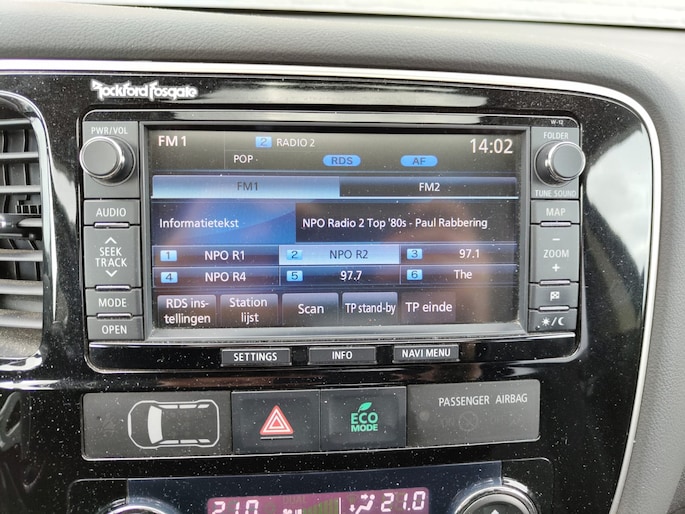 Rockford Fosgate
W-12
PWR/VOL
FOLDER
FM1 2 RADIO 2 14:02
POP RDS AF
TUNE SOUND
FM1 FM2
AUDIO
MAP
Informatietekst NPO Radio 2 Top '80s - Paul Rabbering
SEEK
TRACK
ZOOM
1 NPO R1 2 NPO R2 3 97.1
4 NPO R4 5 97.7 6 The
MODE
RDS ins-
tellingen
Station
lijst
Scan
TP stand-by
TP einde
OPEN
SETTINGS INFO NAVI MENU
ECO
MODE
PASSENGER AIRBAG
21.0 21.0